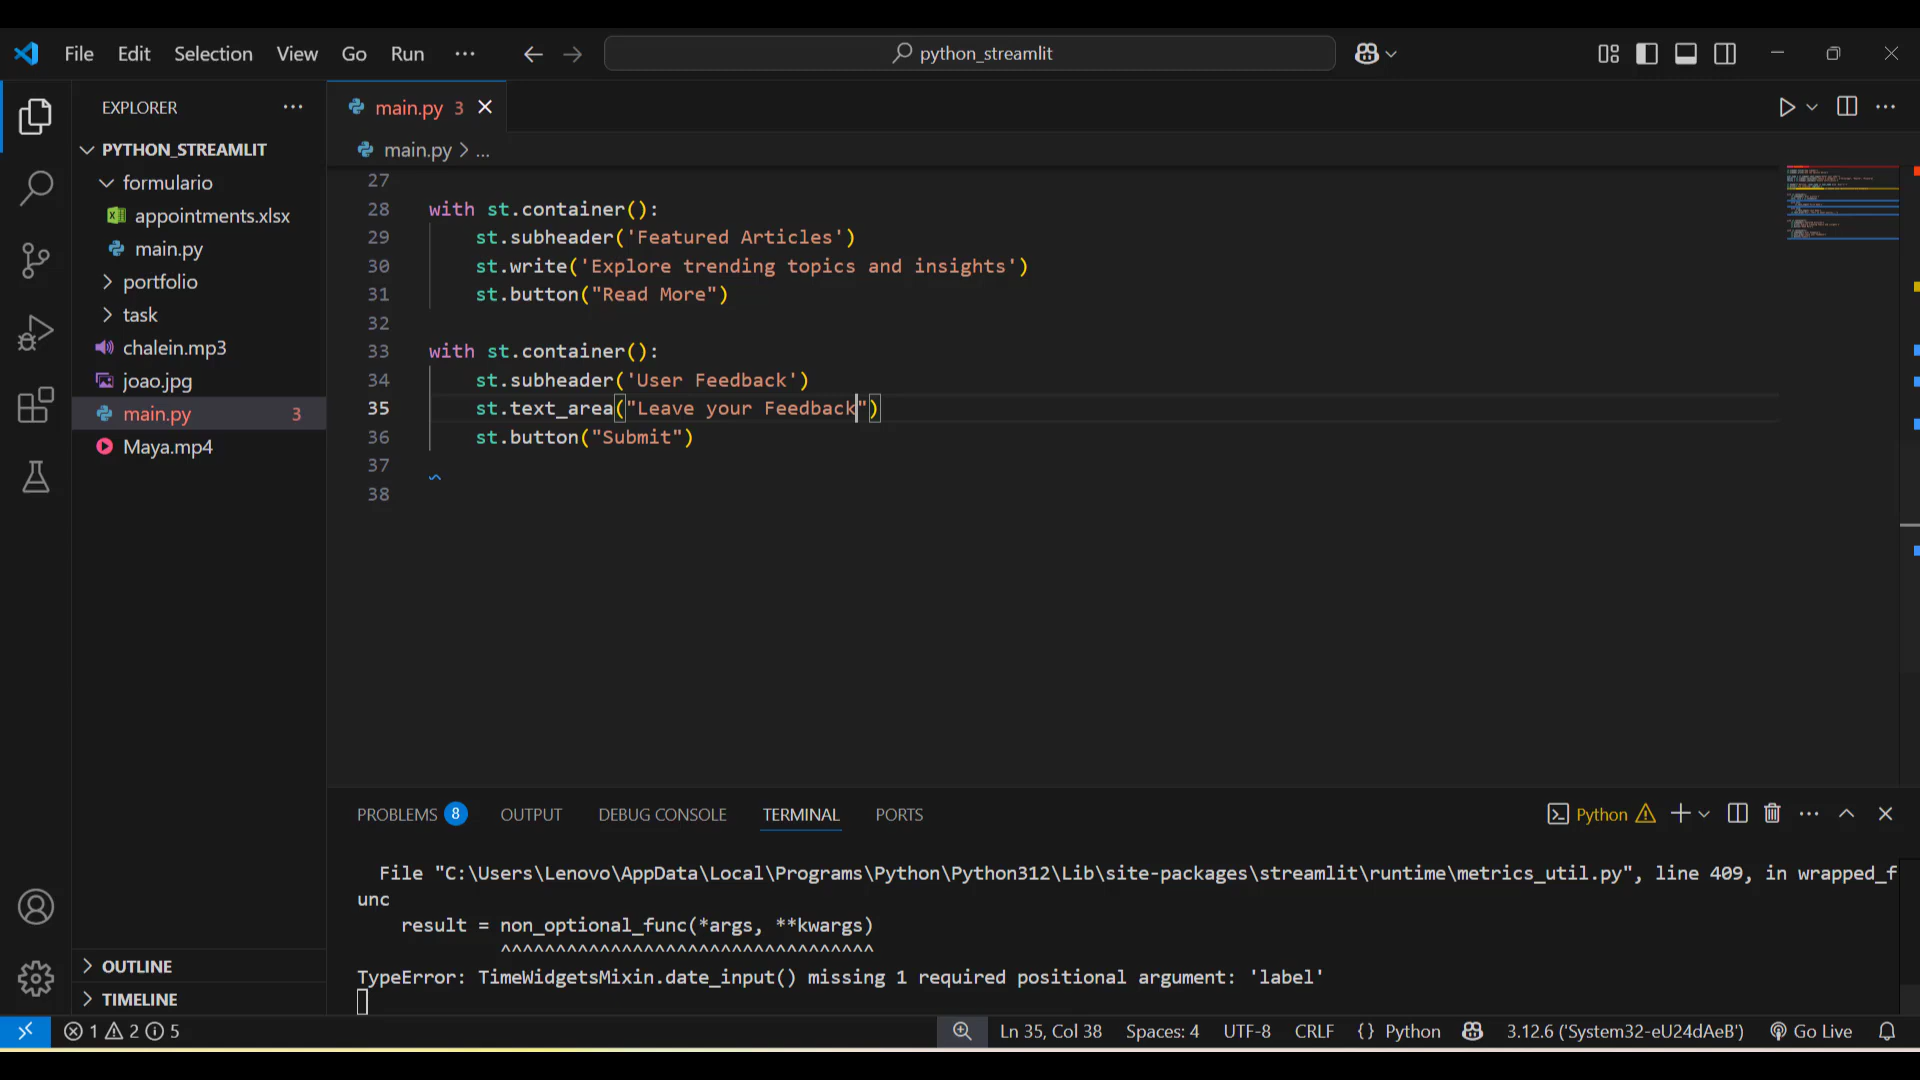 File Edit Selection View Go Run ··· python_streamlit
EXPLORER ···
PYTHON_STREAMLIT
formulario
appointments.xlsx
main.py
portfolio
task
chalein.mp3
joao.jpg
main.py 3
Maya.mp4
OUTLINE
TIMELINE
main.py 3
main.py > ...
27
28 with st.container():
29     st.subheader('Featured Articles')
30     st.write('Explore trending topics and insights')
31     st.button("Read More")
32
33 with st.container():
34     st.subheader('User Feedback')
35     st.text_area("Leave your Feedback")
36     st.button("Submit")
37
38
PROBLEMS 8 OUTPUT DEBUG CONSOLE TERMINAL PORTS Python
File "C:\Users\Lenovo\AppData\Local\Programs\Python\Python312\Lib\site-packages\streamlit\runtime\metrics_util.py", line 409, in wrapped_f
unc
result = non_optional_func(*args, **kwargs)
^^^^^^^^^^^^^^^^^^^^^^^^^^^^^^^^^^
TypeError: TimeWidgetsMixin.date_input() missing 1 required positional argument: 'label'
1 2 5 Ln 35, Col 38 Spaces: 4 UTF-8 CRLF {} Python 3.12.6 ('System32-eU24dAeB') Go Live